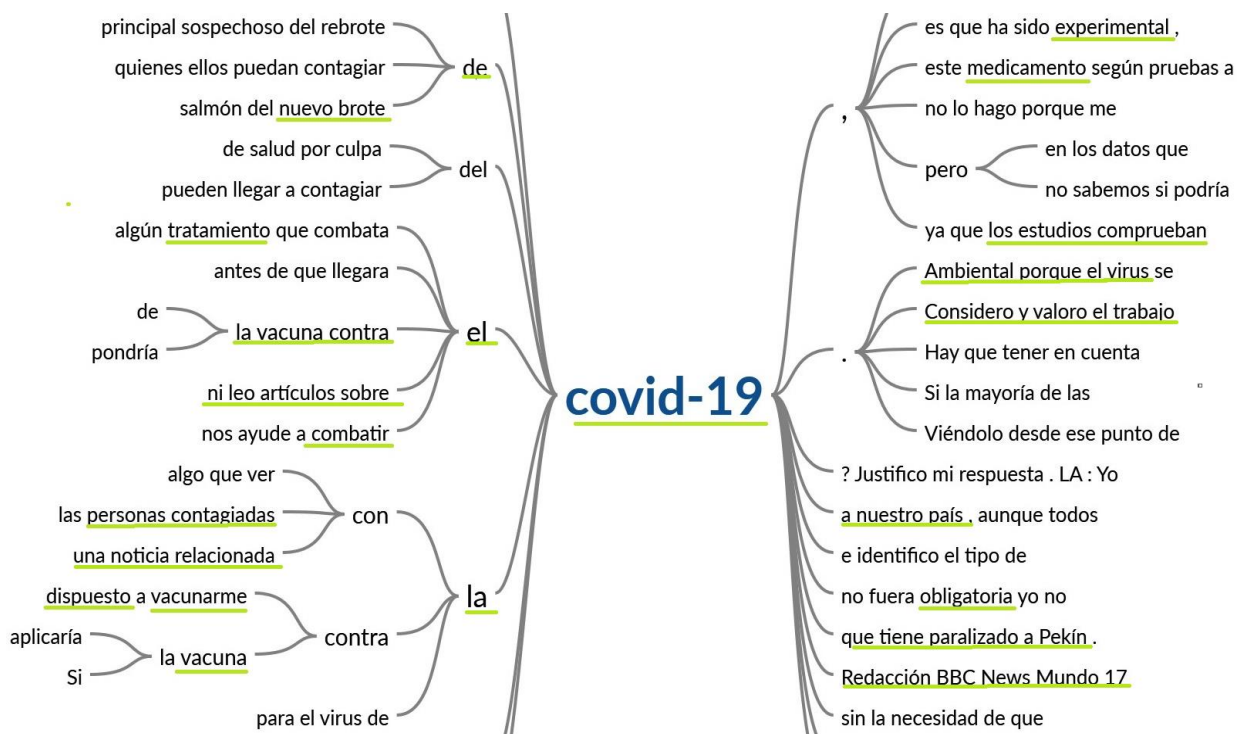 principal sospechoso del rebrote
quienes ellos puedan contagiar
de
salmón del nuevo brote
de salud por culpa
del
pueden llegar a contagiar
algún tratamiento que combata
antes de que llegara
de
la vacuna contra
el
pondría
ni leo artículos sobre
nos ayude a combatir
algo que ver
las personas contagiadas
con
una noticia relacionada
dispuesto a vacunarme
la
contra
aplicaría
la vacuna
Si
para el virus de
covid-19
es que ha sido experimental ,
este medicamento según pruebas a
,
no lo hago porque me
pero
en los datos que
no sabemos si podría
ya que los estudios comprueban
Ambiental porque el virus se
Considero y valoro el trabajo
.
Hay que tener en cuenta
Si la mayoría de las
Viéndolo desde ese punto de
? Justifico mi respuesta . LA : Yo
a nuestro país , aunque todos
e identifico el tipo de
no fuera obligatoria yo no
que tiene paralizado a Pekín .
Redacción BBC News Mundo 17
sin la necesidad de que